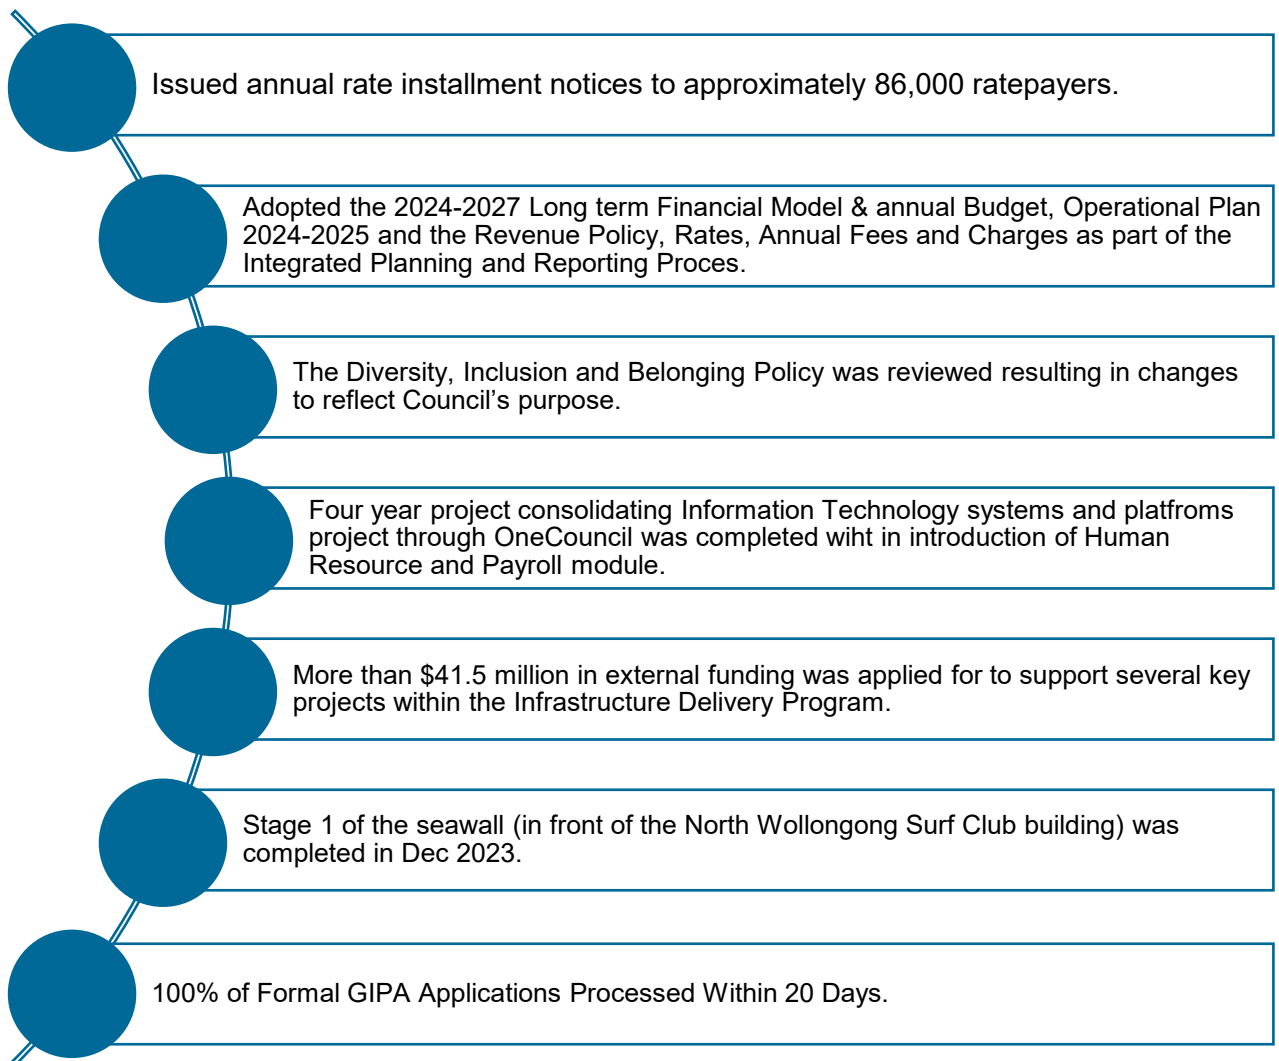 Issued annual rate installment notices to approximately 86,000 ratepayers.
Adopted the 2024-2027 Long term Financial Model & annual Budget, Operational Plan
2024-2025 and the Revenue Policy, Rates, Annual Fees and Charges as part of the
Integrated Planning and Reporting Proces.
The Diversity, Inclusion and Belonging Policy was reviewed resulting in changes
to reflect Council’s purpose.
Four year project consolidating Information Technology systems and platfroms
project through OneCouncil was completed wiht in introduction of Human
Resource and Payroll module.
More than $41.5 million in external funding was applied for to support several key
projects within the Infrastructure Delivery Program.
Stage 1 of the seawall (in front of the North Wollongong Surf Club building) was
completed in Dec 2023.
100% of Formal GIPA Applications Processed Within 20 Days.